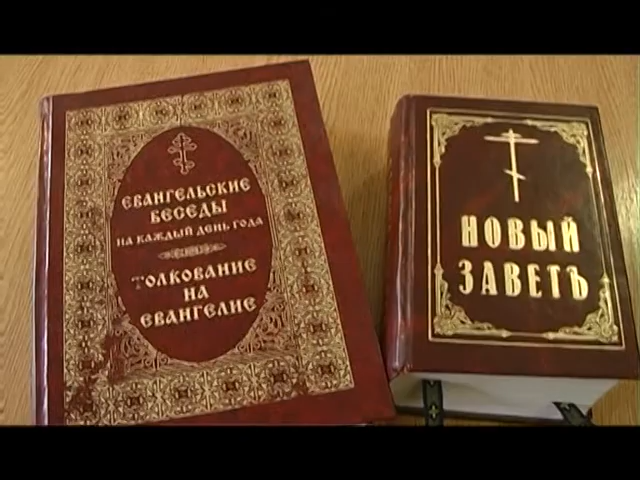 ЕВАНГЕЛЬСКИЕ
БЕСЕДЫ
НА КАЖДЫЙ ДЕНЬ ГОДА
ТОЛКОВАНИЕ
НА
ЕВАНГЕЛИЕ
НОВЫЙ
ЗАВЕТЪ